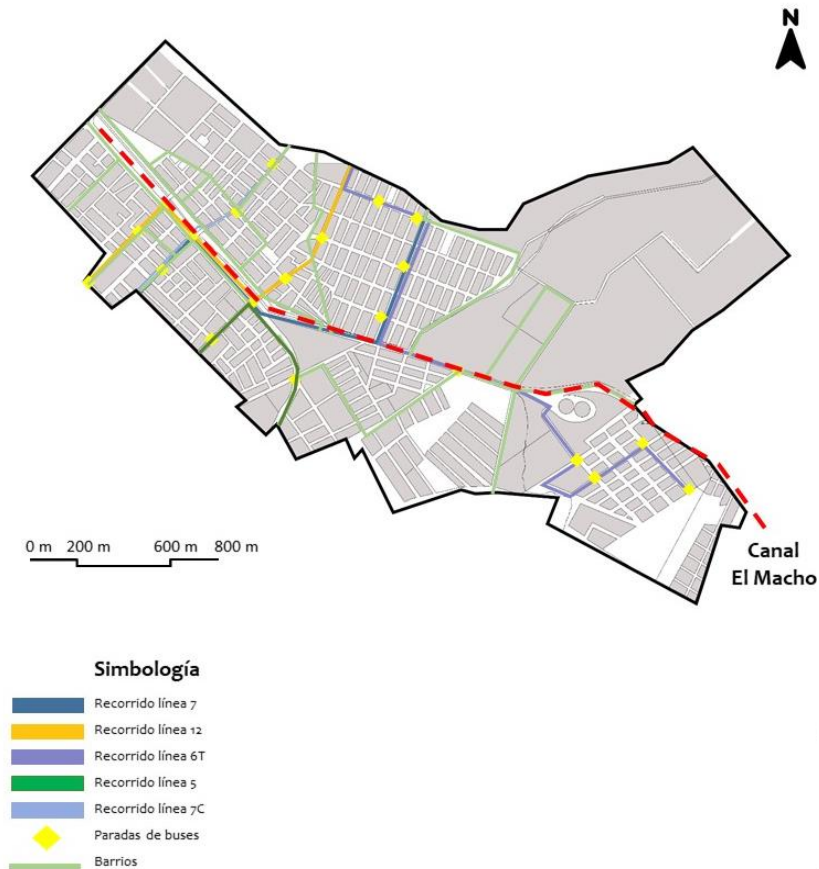 N
0 m 200 m 600 m 800 m
Canal
El Macho
Simbología
Recorrido línea 7
Recorrido línea 12
Recorrido línea 6T
Recorrido línea 5
Recorrido línea 7C
Paradas de buses
Barrios